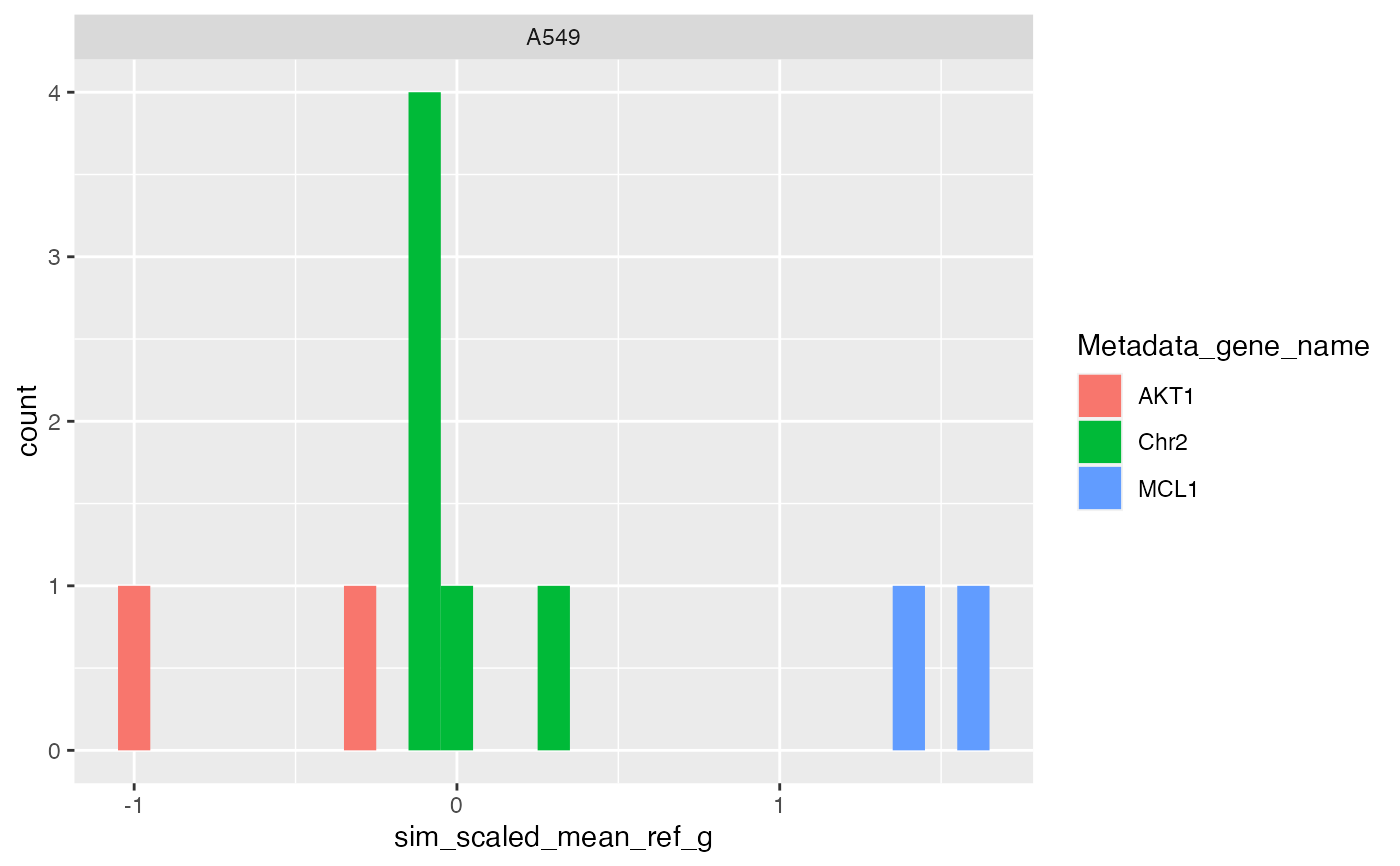 A549
4
3
2
1
0
count
-1
0
1
sim_scaled_mean_ref_g
Metadata_gene_name
AKT1
Chr2
MCL1